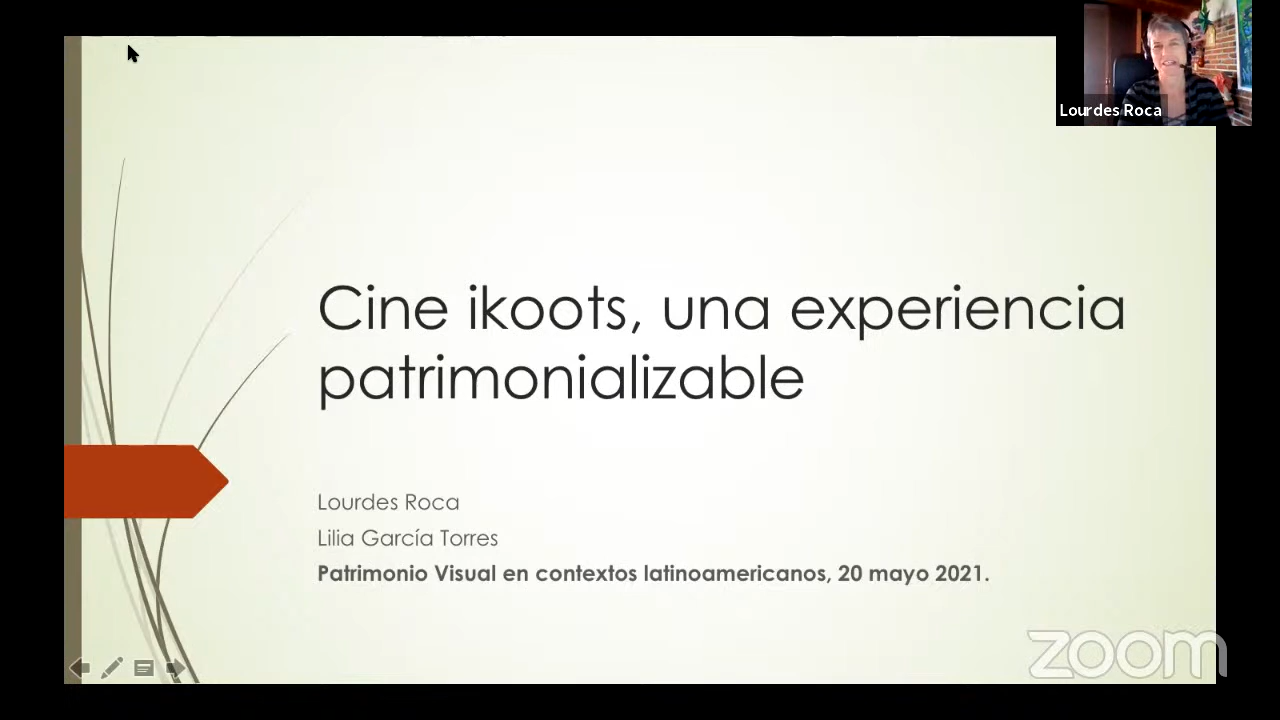 Lourdes Roca
Cine ikoots, una experiencia
patrimonializable
Lourdes Roca
Lilia García Torres
Patrimonio Visual en contextos latinoamericanos, 20 mayo 2021.
zoom